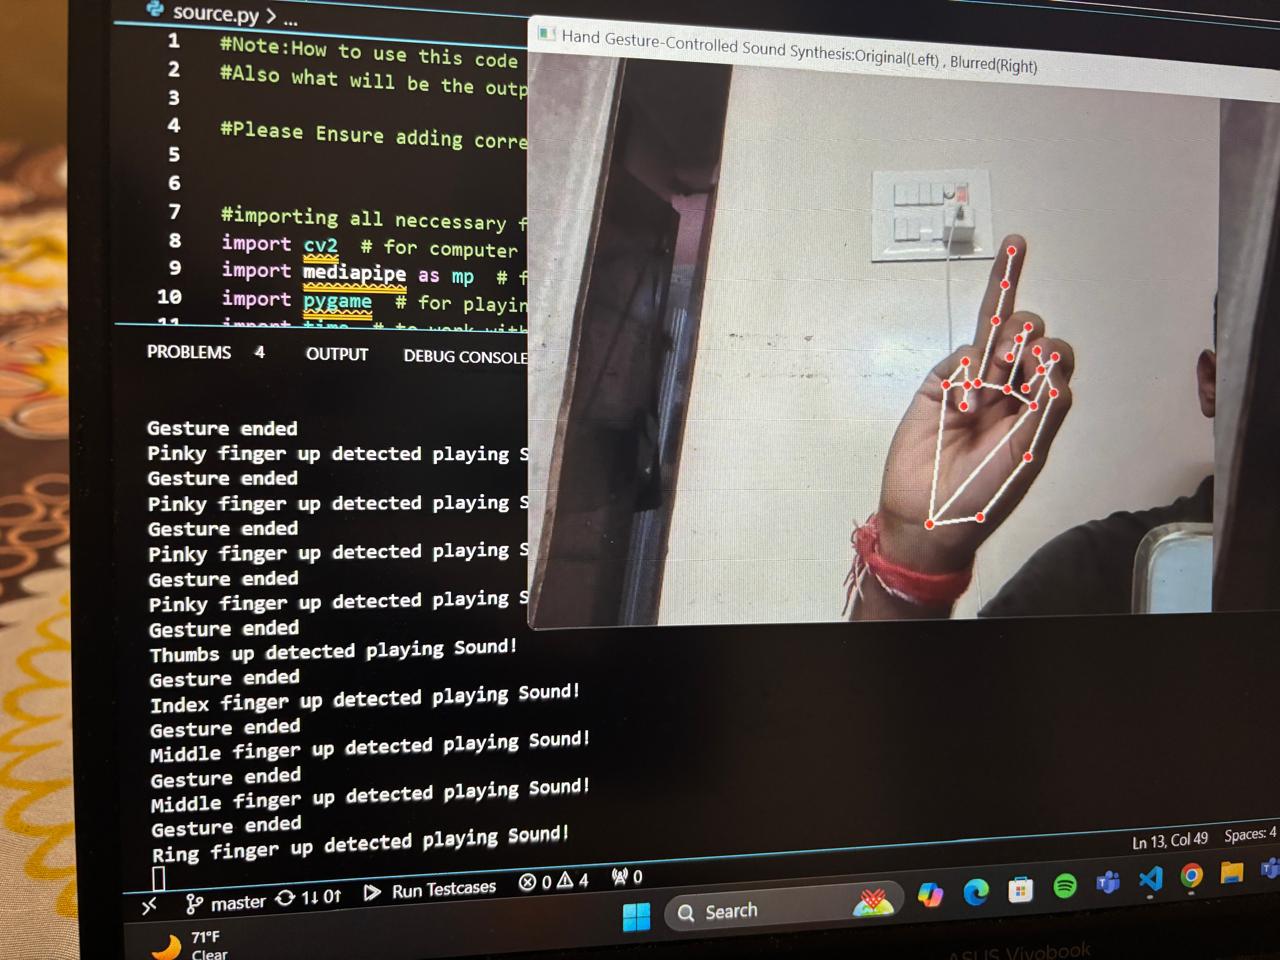 source.py > ...
1 #Note:How to use this code
2 #Also what will be the outp
3
4 #Please Ensure adding corre
5
6
7 #importing all neccessary f
8 import cv2 # for computer
9 import mediapipe as mp # f
10 import pygame # for playin
11 import time # to work with
Hand Gesture-Controlled Sound Synthesis:Original(Left) , Blurred(Right)
PROBLEMS 4 OUTPUT DEBUG CONSOLE
Gesture ended
Pinky finger up detected playing S
Gesture ended
Pinky finger up detected playing S
Gesture ended
Pinky finger up detected playing S
Gesture ended
Pinky finger up detected playing S
Gesture ended
Thumbs up detected playing Sound!
Gesture ended
Index finger up detected playing Sound!
Gesture ended
Middle finger up detected playing Sound!
Gesture ended
Middle finger up detected playing Sound!
Gesture ended
Ring finger up detected playing Sound!
Ln 13, Col 49 Spaces: 4
master 1↓ 0↑ Run Testcases 0 4 0
Search
71°F
Clear
ASUS Vivobook